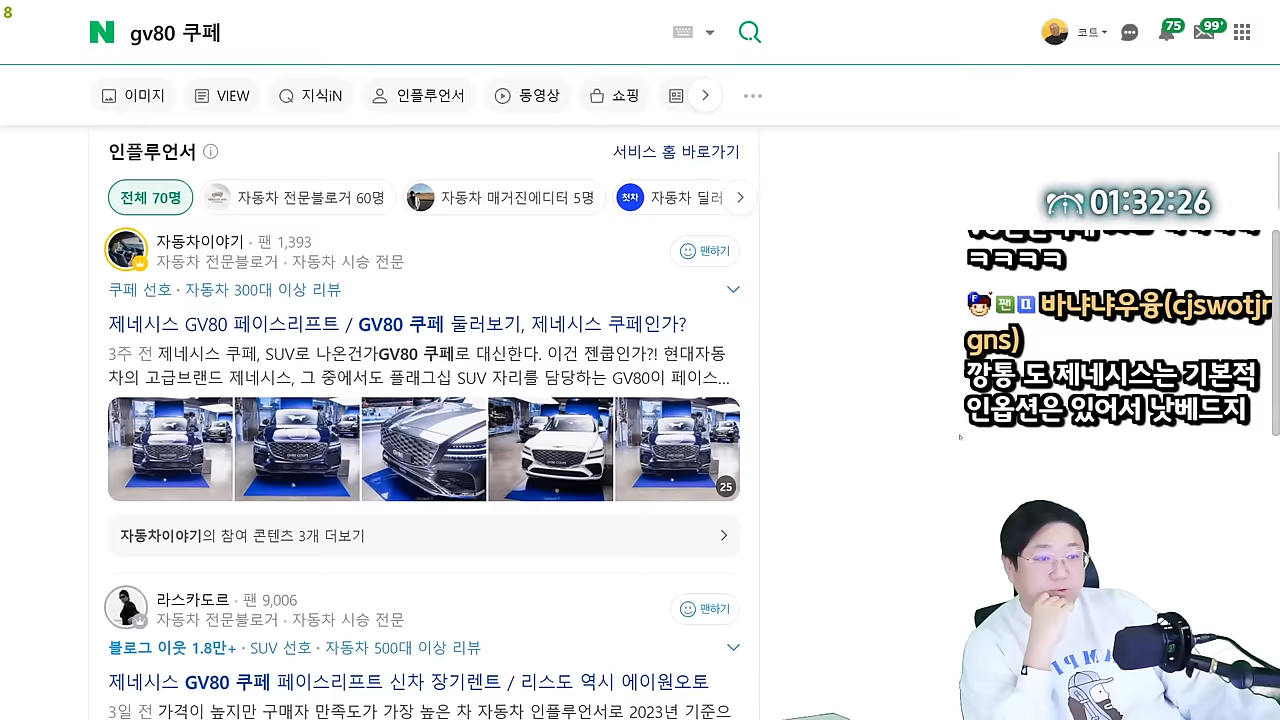 8
N gv80 쿠페
코트
75
99+
이미지
VIEW
지식iN
인플루언서
동영상
쇼핑
인플루언서
서비스 홈 바로가기
전체 70명
자동차 전문블로거 60명
자동차 매거진에디터 5명
첫차
자동차 딜러
자동차이야기 · 팬 1,393
자동차 전문블로거 · 자동차 시승 전문
팬하기
쿠페 선호 · 자동차 300대 이상 리뷰
제네시스 GV80 페이스리프트 / GV80 쿠페 둘러보기, 제네시스 쿠페인가?
3주 전 제네시스 쿠페, SUV로 나온건가GV80 쿠페로 대신한다. 이건 젠쿱인가?! 현대자동
차의 고급브랜드 제네시스, 그 중에서도 플래그십 SUV 자리를 담당하는 GV80이 페이스...
25
자동차이야기의 참여 콘텐츠 3개 더보기
라스카도르 · 팬 9,006
자동차 전문블로거 · 자동차 시승 전문
팬하기
블로그 이웃 1.8만+ · SUV 선호 · 자동차 500대 이상 리뷰
제네시스 GV80 쿠페 페이스리프트 신차 장기렌트 / 리스도 역시 에이원오토
3일 전 가격이 높지만 구매자 만족도가 가장 높은 차 자동차 인플루언서로 2023년 기준으
01:32:26
ㅋㅋㅋㅋ
F 팬 바냐냐우융(cjswotjr
gns)
깡통 도 제네시스는 기본적
인옵션은 있어서 낫베드지